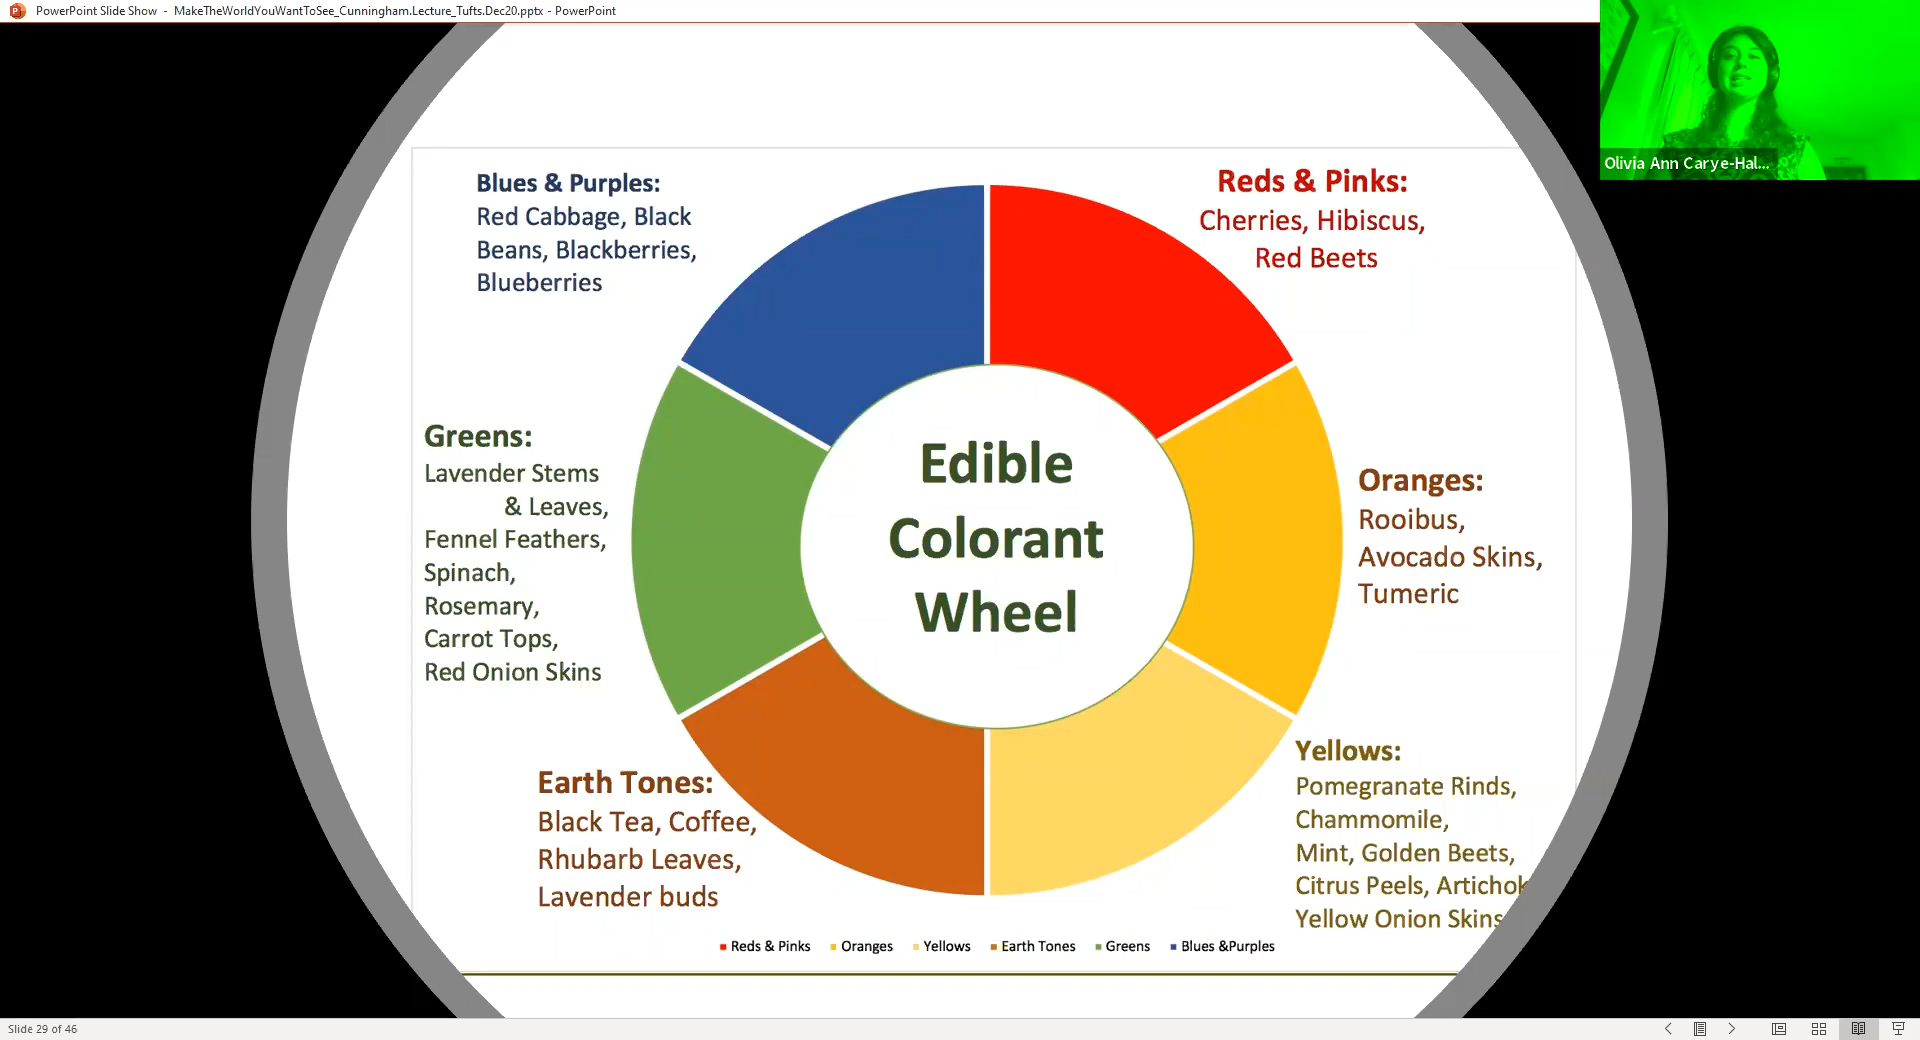 PowerPoint Slide Show - MakeTheWorldYouWantToSee_Cunningham.Lecture_Tufts.Dec20.pptx - PowerPoint
Olivia Ann Carye-Hal...
Blues & Purples:
Red Cabbage, Black
Beans, Blackberries,
Blueberries
Reds & Pinks:
Cherries, Hibiscus,
Red Beets
Greens:
Lavender Stems
& Leaves,
Fennel Feathers,
Spinach,
Rosemary,
Carrot Tops,
Red Onion Skins
Edible
Colorant
Wheel
Oranges:
Rooibus,
Avocado Skins,
Tumeric
Earth Tones:
Black Tea, Coffee,
Rhubarb Leaves,
Lavender buds
Yellows:
Pomegranate Rinds,
Chammomile,
Mint, Golden Beets,
Citrus Peels, Artichok
Yellow Onion Skins
Reds & Pinks Oranges Yellows Earth Tones Greens Blues &Purples
Slide 29 of 46